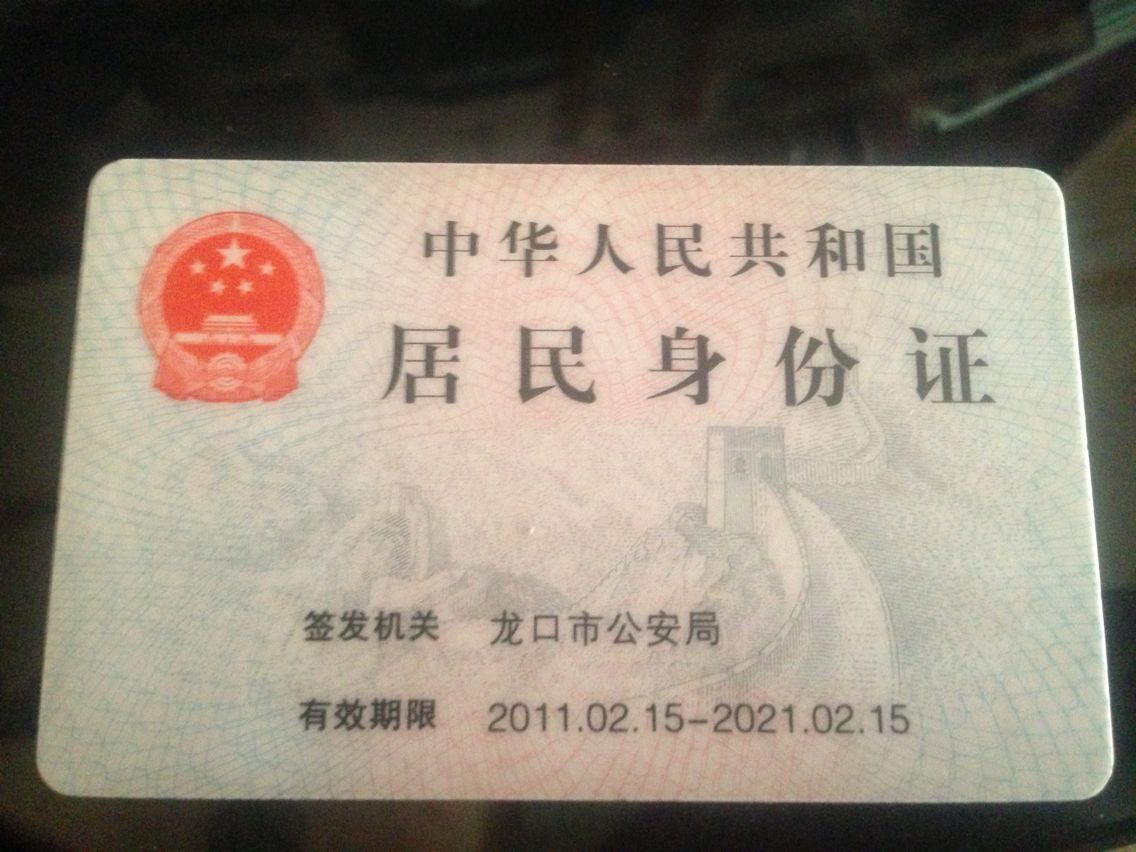 中华人民共和国
居民身份证
签发机关 龙口市公安局
有效期限 2011.02.15-2021.02.15